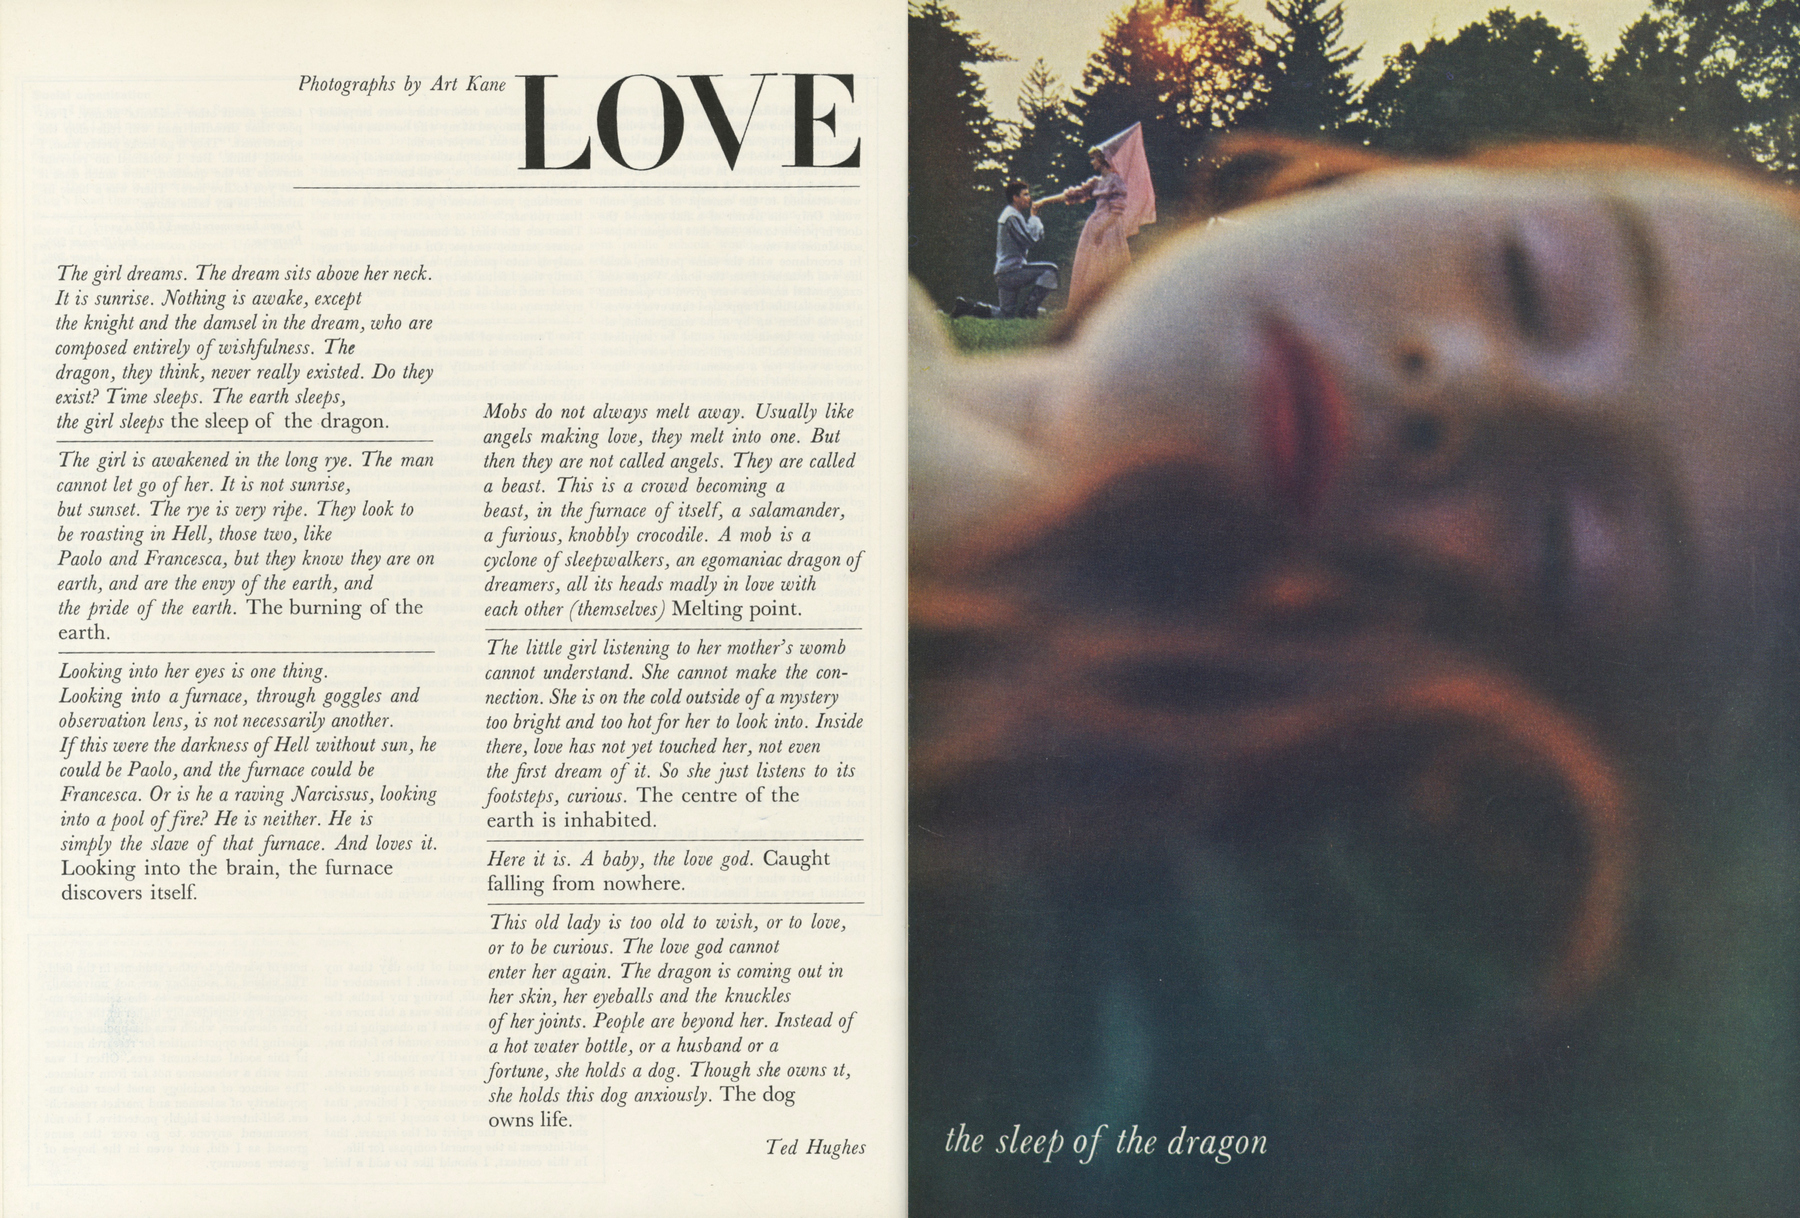 Photographs by Art Kane
LOVE
The girl dreams. The dream sits above her neck.
It is sunrise. Nothing is awake, except
the knight and the damsel in the dream, who are
composed entirely of wishfulness. The
dragon, they think, never really existed. Do they
exist? Time sleeps. The earth sleeps,
the girl sleeps the sleep of the dragon.
The girl is awakened in the long rye. The man
cannot let go of her. It is not sunrise,
but sunset. The rye is very ripe. They look to
be roasting in Hell, those two, like
Paolo and Francesca, but they know they are on
earth, and are the envy of the earth, and
the pride of the earth. The burning of the
earth.
Looking into her eyes is one thing.
Looking into a furnace, through goggles and
observation lens, is not necessarily another.
If this were the darkness of Hell without sun, he
could be Paolo, and the furnace could be
Francesca. Or is he a raving Narcissus, looking
into a pool of fire? He is neither. He is
simply the slave of that furnace. And loves it.
Looking into the brain, the furnace
discovers itself.
Mobs do not always melt away. Usually like
angels making love, they melt into one. But
then they are not called angels. They are called
a beast. This is a crowd becoming a
beast, in the furnace of itself, a salamander,
a furious, knobbly crocodile. A mob is a
cyclone of sleepwalkers, an egomaniac dragon of
dreamers, all its heads madly in love with
each other (themselves) Melting point.
The little girl listening to her mother's womb
cannot understand. She cannot make the con-
nection. She is on the cold outside of a mystery
too bright and too hot for her to look into. Inside
there, love has not yet touched her, not even
the first dream of it. So she just listens to its
footsteps, curious. The centre of the
earth is inhabited.
Here it is. A baby, the love god. Caught
falling from nowhere.
This old lady is too old to wish, or to love,
or to be curious. The love god cannot
enter her again. The dragon is coming out in
her skin, her eyeballs and the knuckles
of her joints. People are beyond her. Instead of
a hot water bottle, or a husband or a
fortune, she holds a dog. Though she owns it,
she holds this dog anxiously. The dog
owns life.
Ted Hughes
the sleep of the dragon